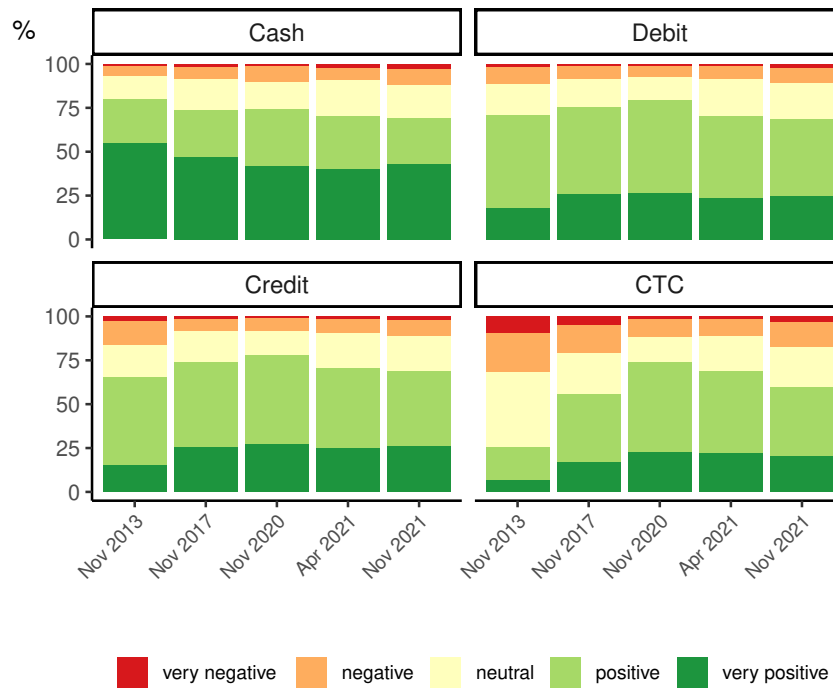 %
Cash
Debit
100
75
50
25
0
Credit
CTC
100
75
50
25
0
Nov 2013
Nov 2017
Nov 2020
Apr 2021
Nov 2021
Nov 2013
Nov 2017
Nov 2020
Apr 2021
Nov 2021
very negative negative neutral positive very positive